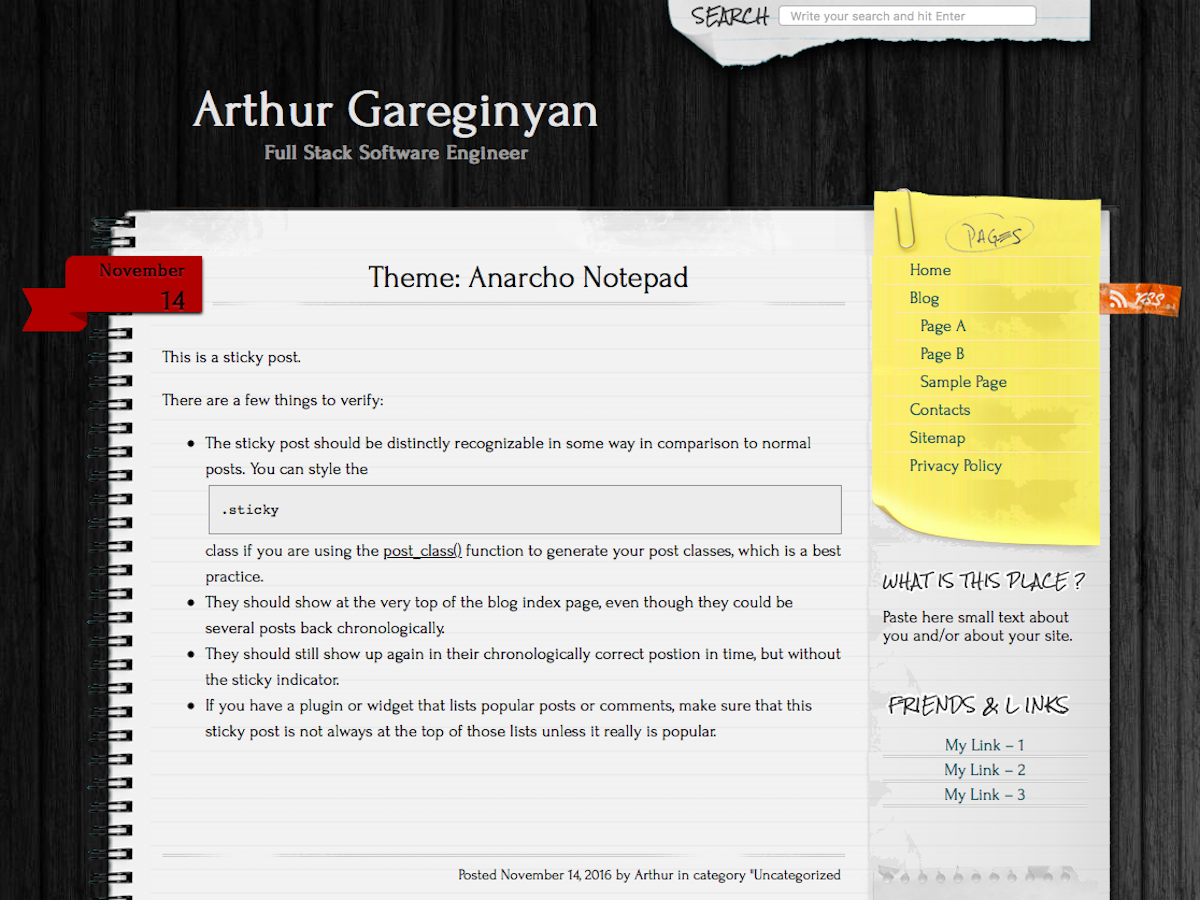 SEARCH Write your search and hit Enter
Arthur Gareginyan
Full Stack Software Engineer
November
14
Theme: Anarcho Notepad
This is a sticky post.
There are a few things to verify:
The sticky post should be distinctly recognizable in some way in comparison to normal
posts. You can style the
.sticky
class if you are using the post_class() function to generate your post classes, which is a best
practice.
They should show at the very top of the blog index page, even though they could be
several posts back chronologically.
They should still show up again in their chronologically correct postion in time, but without
the sticky indicator.
If you have a plugin or widget that lists popular posts or comments, make sure that this
sticky post is not always at the top of those lists unless it really is popular.
Posted November 14, 2016 by Arthur in category "Uncategorized
PAGES
Home
Blog
Page A
Page B
Sample Page
Contacts
Sitemap
Privacy Policy
RSS
WHAT IS THIS PLACE ?
Paste here small text about
you and/or about your site.
FRIENDS & LINKS
My Link – 1
My Link – 2
My Link – 3